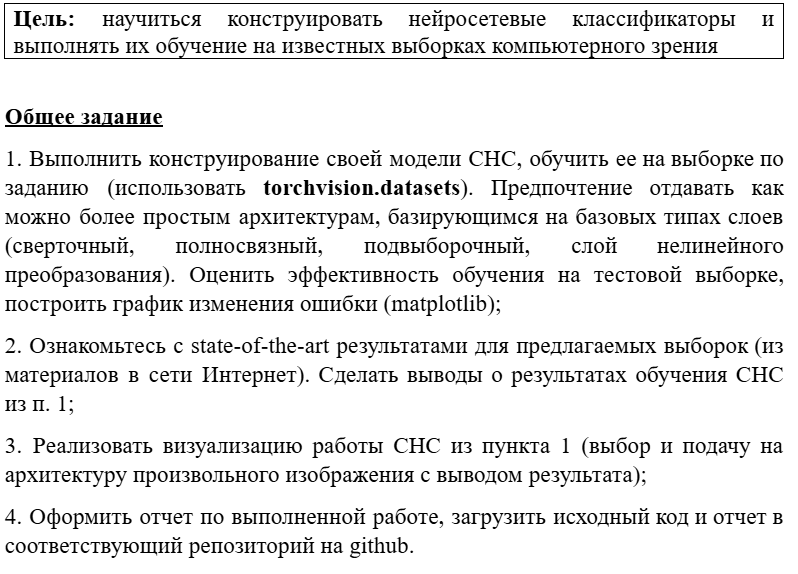 Цель: научиться конструировать нейросетевые классификаторы и
выполнять их обучение на известных выборках компьютерного зрения
Общее задание
1. Выполнить конструирование своей модели СНС, обучить ее на выборке по
заданию (использовать torchvision.datasets). Предпочтение отдавать как
можно более простым архитектурам, базирующимся на базовых типах слоев
(сверточный, полносвязный, подвыборочный, слой нелинейного
преобразования). Оценить эффективность обучения на тестовой выборке,
построить график изменения ошибки (matplotlib);
2. Ознакомьтесь с state-of-the-art результатами для предлагаемых выборок (из
материалов в сети Интернет). Сделать выводы о результатах обучения СНС
из п. 1;
3. Реализовать визуализацию работы СНС из пункта 1 (выбор и подачу на
архитектуру произвольного изображения с выводом результата);
4. Оформить отчет по выполненной работе, загрузить исходный код и отчет в
соответствующий репозиторий на github.